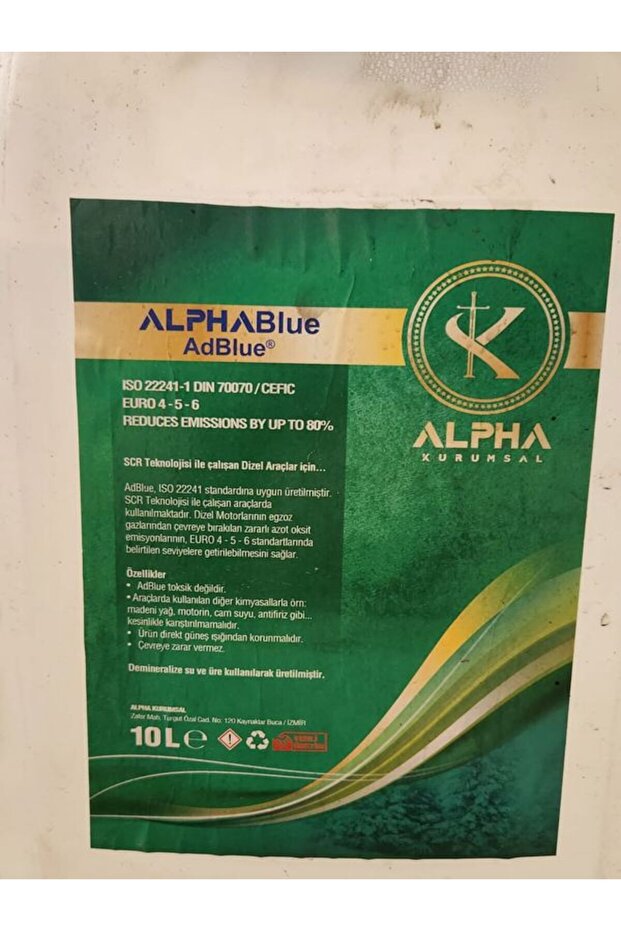 ALPHABlue
AdBlue®
ISO 22241-1 DIN 70070 / CEFIC
EURO 4 - 5 - 6
REDUCES EMISSIONS BY UP TO 80%
ALPHA
KURUMSAL
SCR Teknolojisi ile çalışan Dizel Araçlar için...
AdBlue, ISO 22241 standardına uygun üretilmiştir.
SCR Teknolojisi ile çalışan araçlarda
kullanılmaktadır. Dizel Motorlarının egzoz
gazlarından çevreye bırakılan zararlı azot oksit
emisyonlarının, EURO 4 - 5 - 6 standartlarında
belirtilen seviyelere getirilebilmesini sağlar.
Özellikler
• AdBlue toksik değildir.
• Araçlarda kullanılan diğer kimyasallarla örn:
madeni yağ, motorin, cam suyu, antifiriz gibi...
kesinlikle karıştırılmamalıdır.
• Ürün direkt güneş ışığından korunmalıdır.
• Çevreye zarar vermez.
Demineralize su ve üre kullanılarak üretilmiştir.
ALPHA KURUMSAL
Zafer Mah. Turgut Özal Cad. No: 120 Kaynaklar Buca / İZMİR
10L e
YERLİ
ÜRETİM